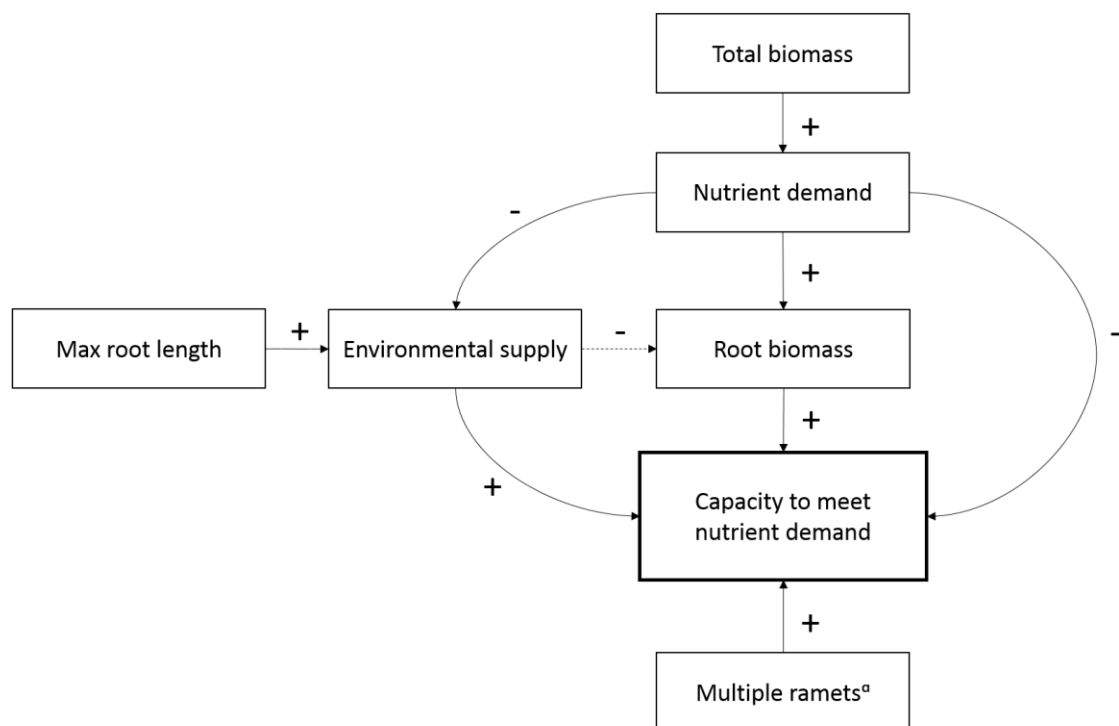 Total biomass
+
Nutrient demand
-
+
-
Max root length
+
Environmental supply
-
Root biomass
+
+
Capacity to meet
nutrient demand
+
Multiple rametsᵅ